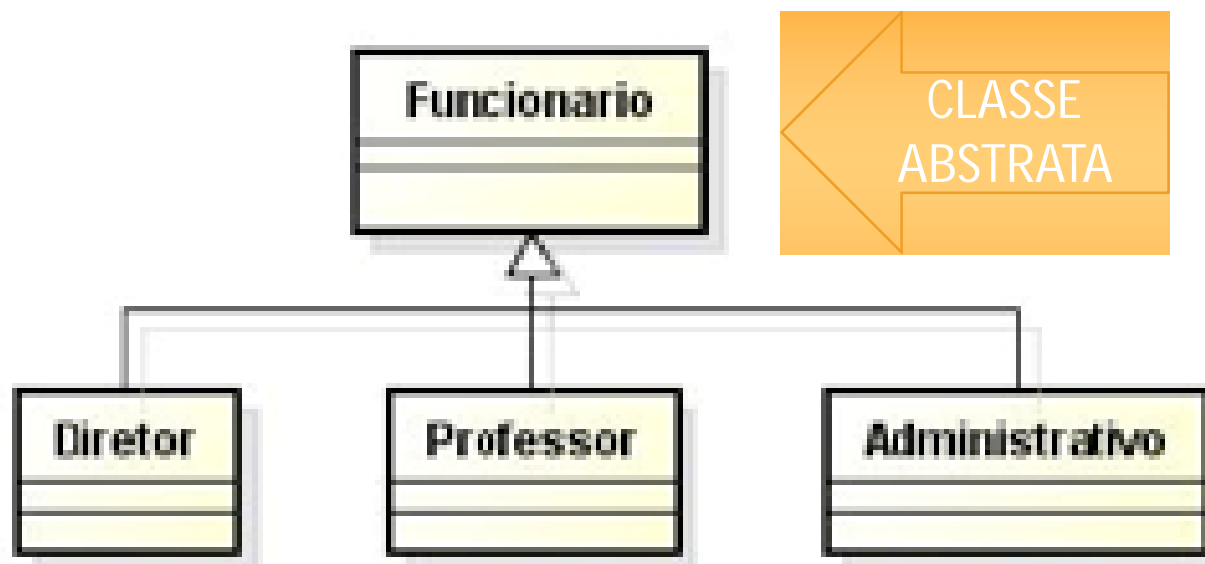 Funcionario
CLASSE
ABSTRATA
Diretor
Professor
Administrativo